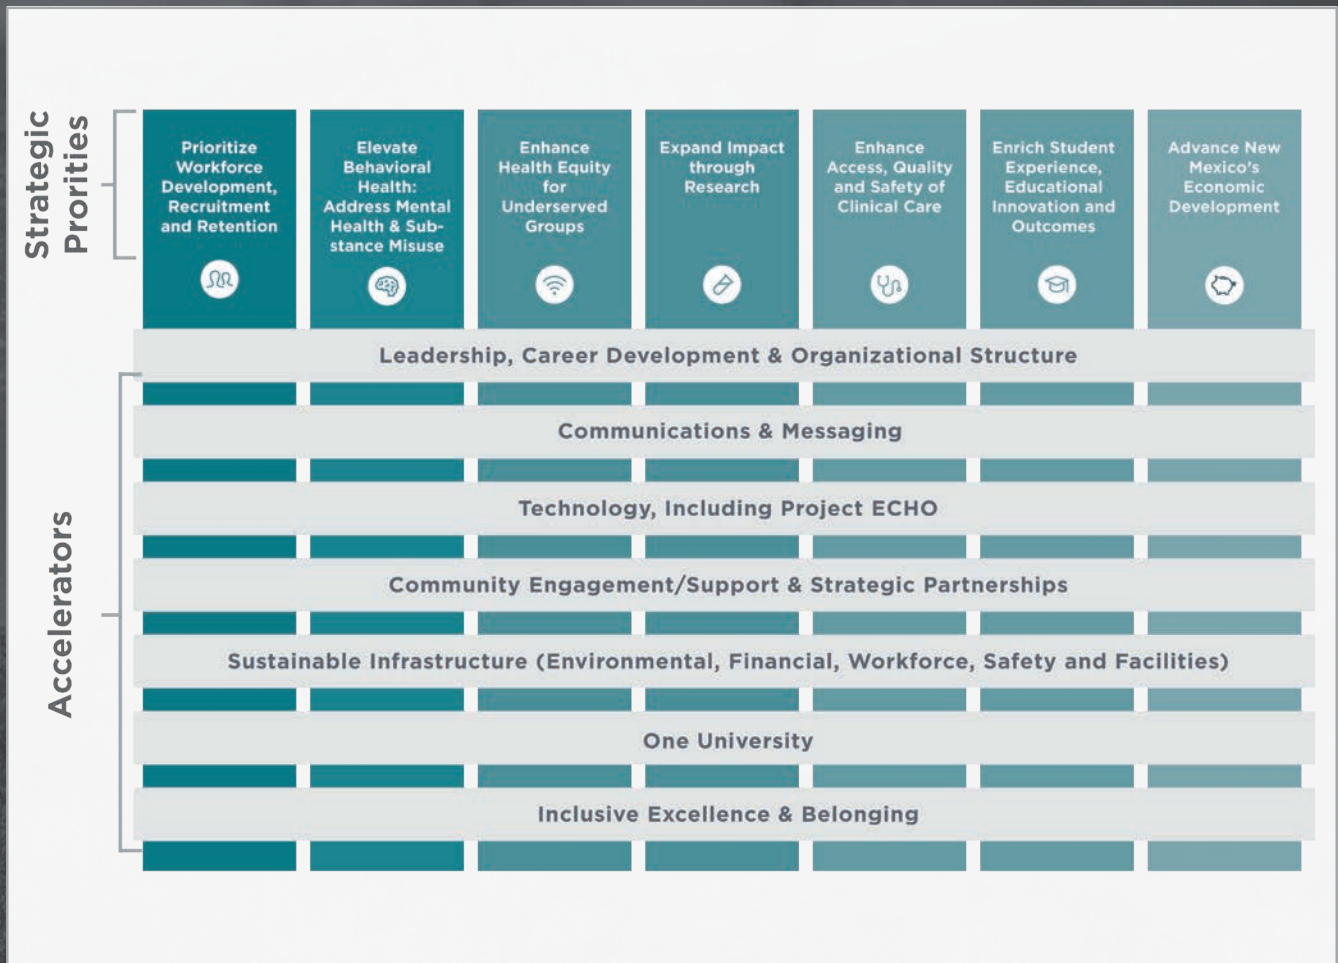 Strategic
Prorities
Prioritize
Workforce
Development,
Recruitment
and Retention
Elevate
Behavioral
Health:
Address Mental
Health & Sub-
stance Misuse
Enhance
Health Equity
for
Underserved
Groups
Expand Impact
through
Research
Enhance
Access, Quality
and Safety of
Clinical Care
Enrich Student
Experience,
Educational
Innovation and
Outcomes
Advance New
Mexico's
Economic
Development
Accelerators
Leadership, Career Development & Organizational Structure
Communications & Messaging
Technology, Including Project ECHO
Community Engagement/Support & Strategic Partnerships
Sustainable Infrastructure (Environmental, Financial, Workforce, Safety and Facilities)
One University
Inclusive Excellence & Belonging